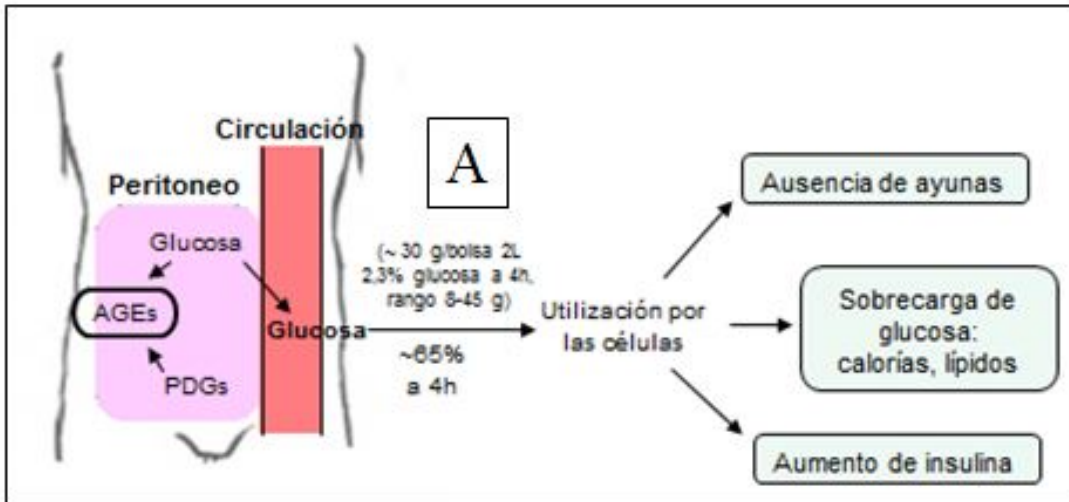 Circulación
A
Peritoneo
Glucosa
AGEs
PDGs
Glucosa
(~ 30 g/bolsa 2L
2,3% glucosa a 4h,
rango 8-45 g)
~65%
a 4h
Utilización por
las células
Ausencia de ayunas
Sobrecarga de
glucosa:
calorías, lípidos
Aumento de insulina